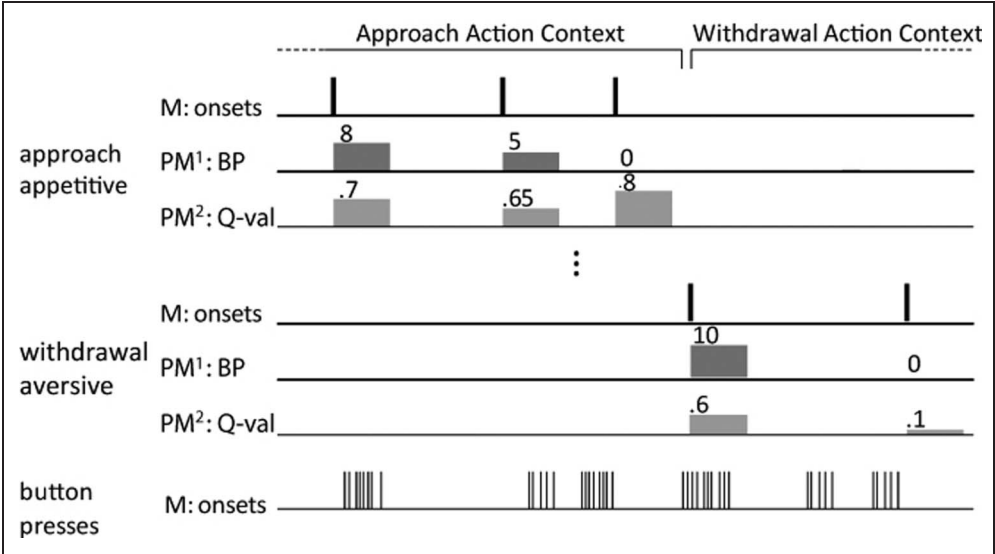 Approach Action Context Withdrawal Action Context
M: onsets
approach appetitive
8 5 0
PM¹: BP
.7 .65 .8
PM²: Q-val
M: onsets
withdrawal aversive
10 0
PM¹: BP
.6 .1
PM²: Q-val
button presses
M: onsets